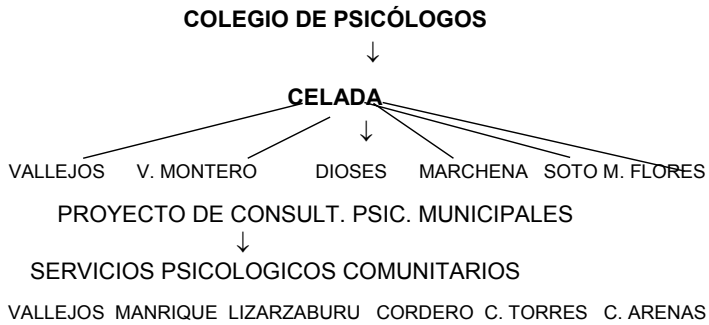 COLEGIO DE PSICÓLOGOS
↓
CELADA
↓
VALLEJOS V. MONTERO DIOSES MARCHENA SOTO M. FLORES
PROYECTO DE CONSULT. PSIC. MUNICIPALES
↓
SERVICIOS PSICOLOGICOS COMUNITARIOS
VALLEJOS MANRIQUE LIZARZABURU CORDERO C. TORRES C. ARENAS